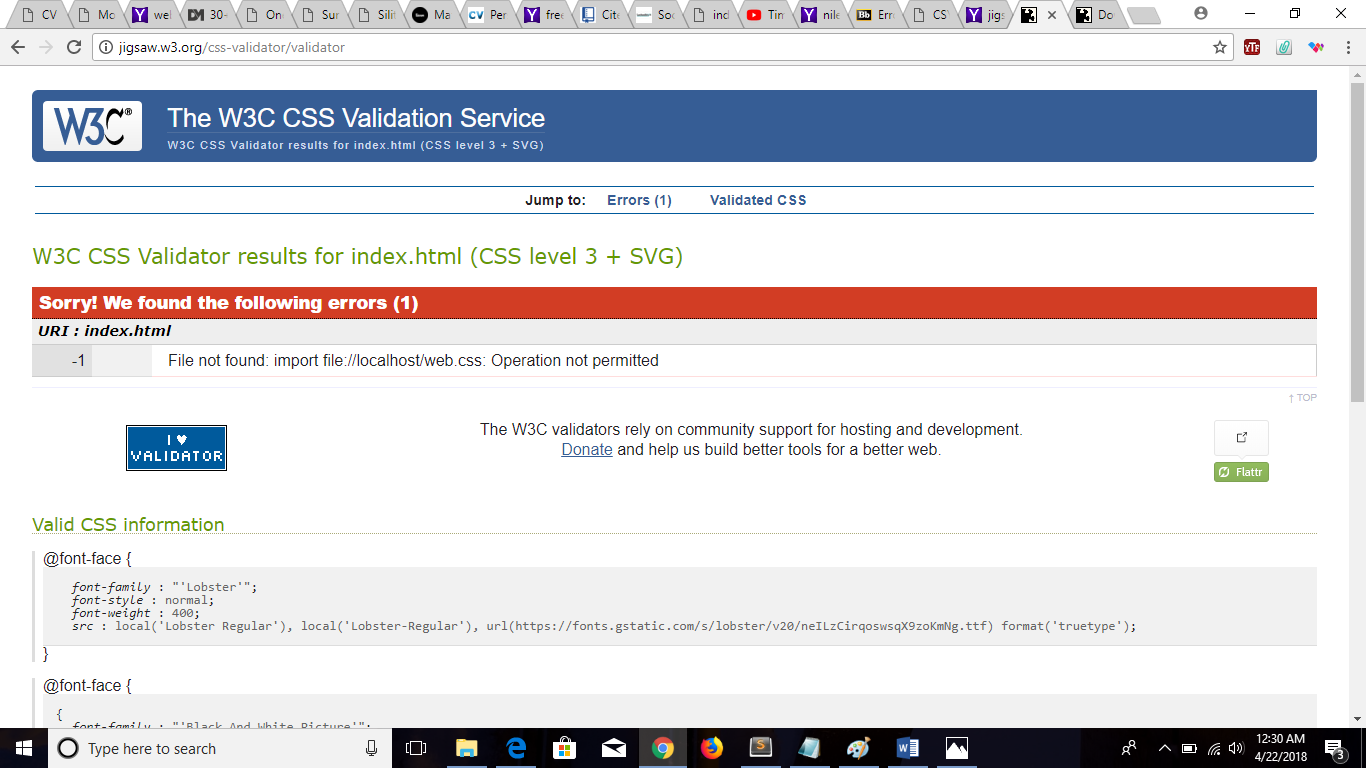 CV Mo wel 30- On Sur Silit Ma CV Per free Cite Soc ind Tim nile Bb Erro CS jigs Do
jigsaw.w3.org/css-validator/validator
W3C®
The W3C CSS Validation Service
W3C CSS Validator results for index.html (CSS level 3 + SVG)
Jump to: Errors (1) Validated CSS
W3C CSS Validator results for index.html (CSS level 3 + SVG)
Sorry! We found the following errors (1)
URI : index.html
-1 File not found: import file://localhost/web.css: Operation not permitted
↑ TOP
I ♥
VALIDATOR
The W3C validators rely on community support for hosting and development.
Donate and help us build better tools for a better web.
Flattr
Valid CSS information
@font-face {
font-family : "'Lobster'";
font-style : normal;
font-weight : 400;
src : local('Lobster Regular'), local('Lobster-Regular'), url(https://fonts.gstatic.com/s/lobster/v20/neILzCirqoswsqX9zoKmNg.ttf) format('truetype');
}
@font-face {
{
font-family : "'Black And White Picture'";
Type here to search
12:30 AM
4/22/2018
3